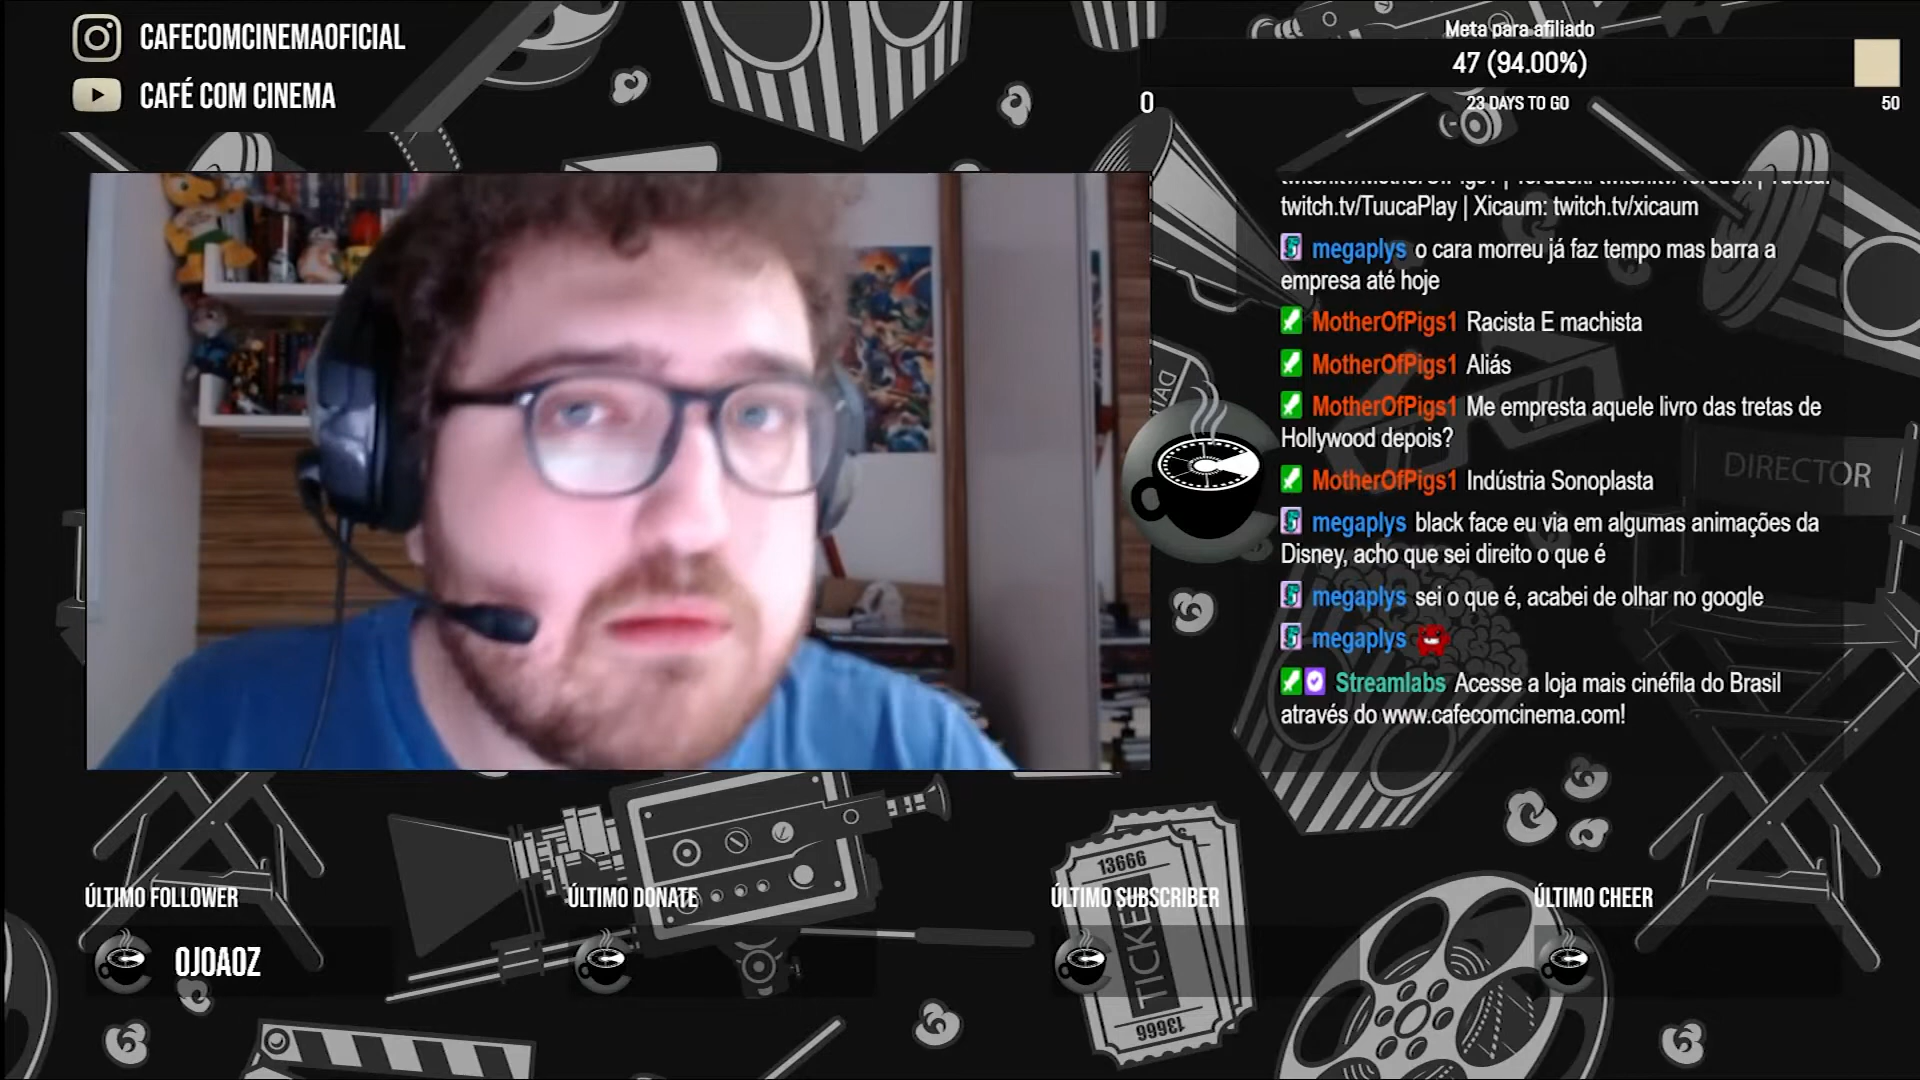 CAFECOMCINEMAOFICIAL
CAFÉ COM CINEMA
Meta para afiliado
47 (94.00%)
0
23 DAYS TO GO
50
twitch.tv/TuucaPlay | Xicaum: twitch.tv/xicaum
megaplys o cara morreu já faz tempo mas barra a
empresa até hoje
MotherOfPigs1 Racista E machista
MotherOfPigs1 Aliás
MotherOfPigs1 Me empresta aquele livro das tretas de
Hollywood depois?
MotherOfPigs1 Indústria Sonoplasta
megaplys black face eu via em algumas animações da
Disney, acho que sei direito o que é
megaplys sei o que é, acabei de olhar no google
megaplys
Streamlabs Acesse a loja mais cinéfila do Brasil
através do www.cafecomcinema.com!
DIRECTOR
13666
TICKET
13666
ÚLTIMO FOLLOWER
OJOAOZ
ÚLTIMO DONATE
ÚLTIMO SUBSCRIBER
ÚLTIMO CHEER